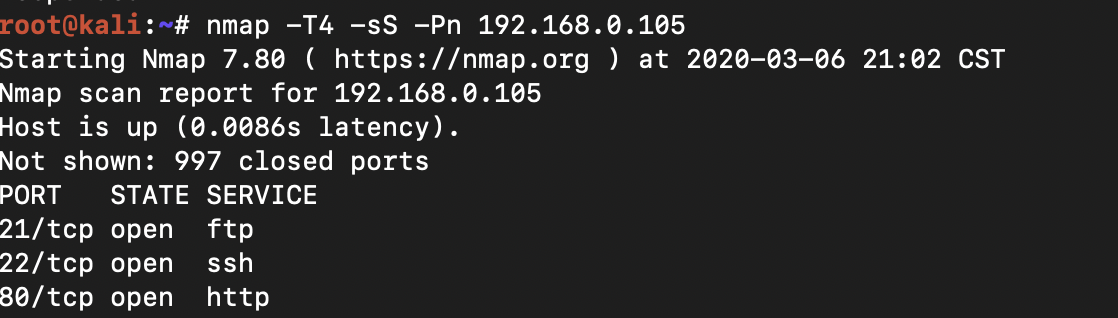 root@kali:~# nmap -T4 -sS -Pn 192.168.0.105
Starting Nmap 7.80 ( https://nmap.org ) at 2020-03-06 21:02 CST
Nmap scan report for 192.168.0.105
Host is up (0.0086s latency).
Not shown: 997 closed ports
PORT   STATE SERVICE
21/tcp open  ftp
22/tcp open  ssh
80/tcp open  http